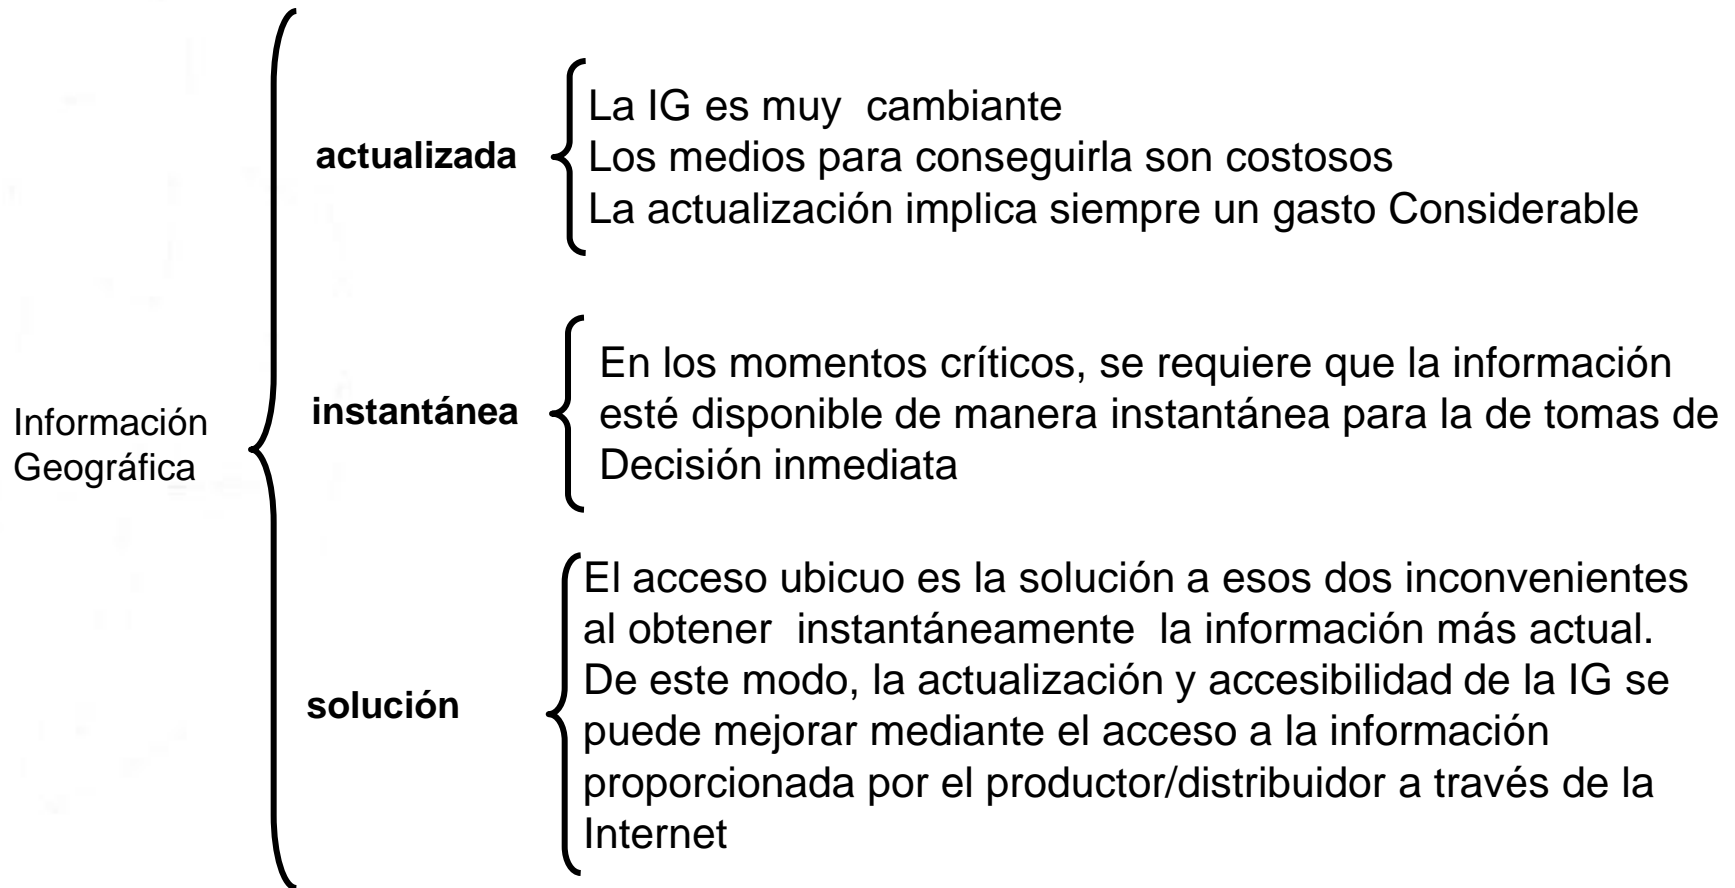 Información
Geográfica
actualizada
La IG es muy cambiante
Los medios para conseguirla son costosos
La actualización implica siempre un gasto Considerable
instantánea
En los momentos críticos, se requiere que la información
esté disponible de manera instantánea para la de tomas de
Decisión inmediata
solución
El acceso ubicuo es la solución a esos dos inconvenientes
al obtener instantáneamente la información más actual.
De este modo, la actualización y accesibilidad de la IG se
puede mejorar mediante el acceso a la información
proporcionada por el productor/distribuidor a través de la
Internet